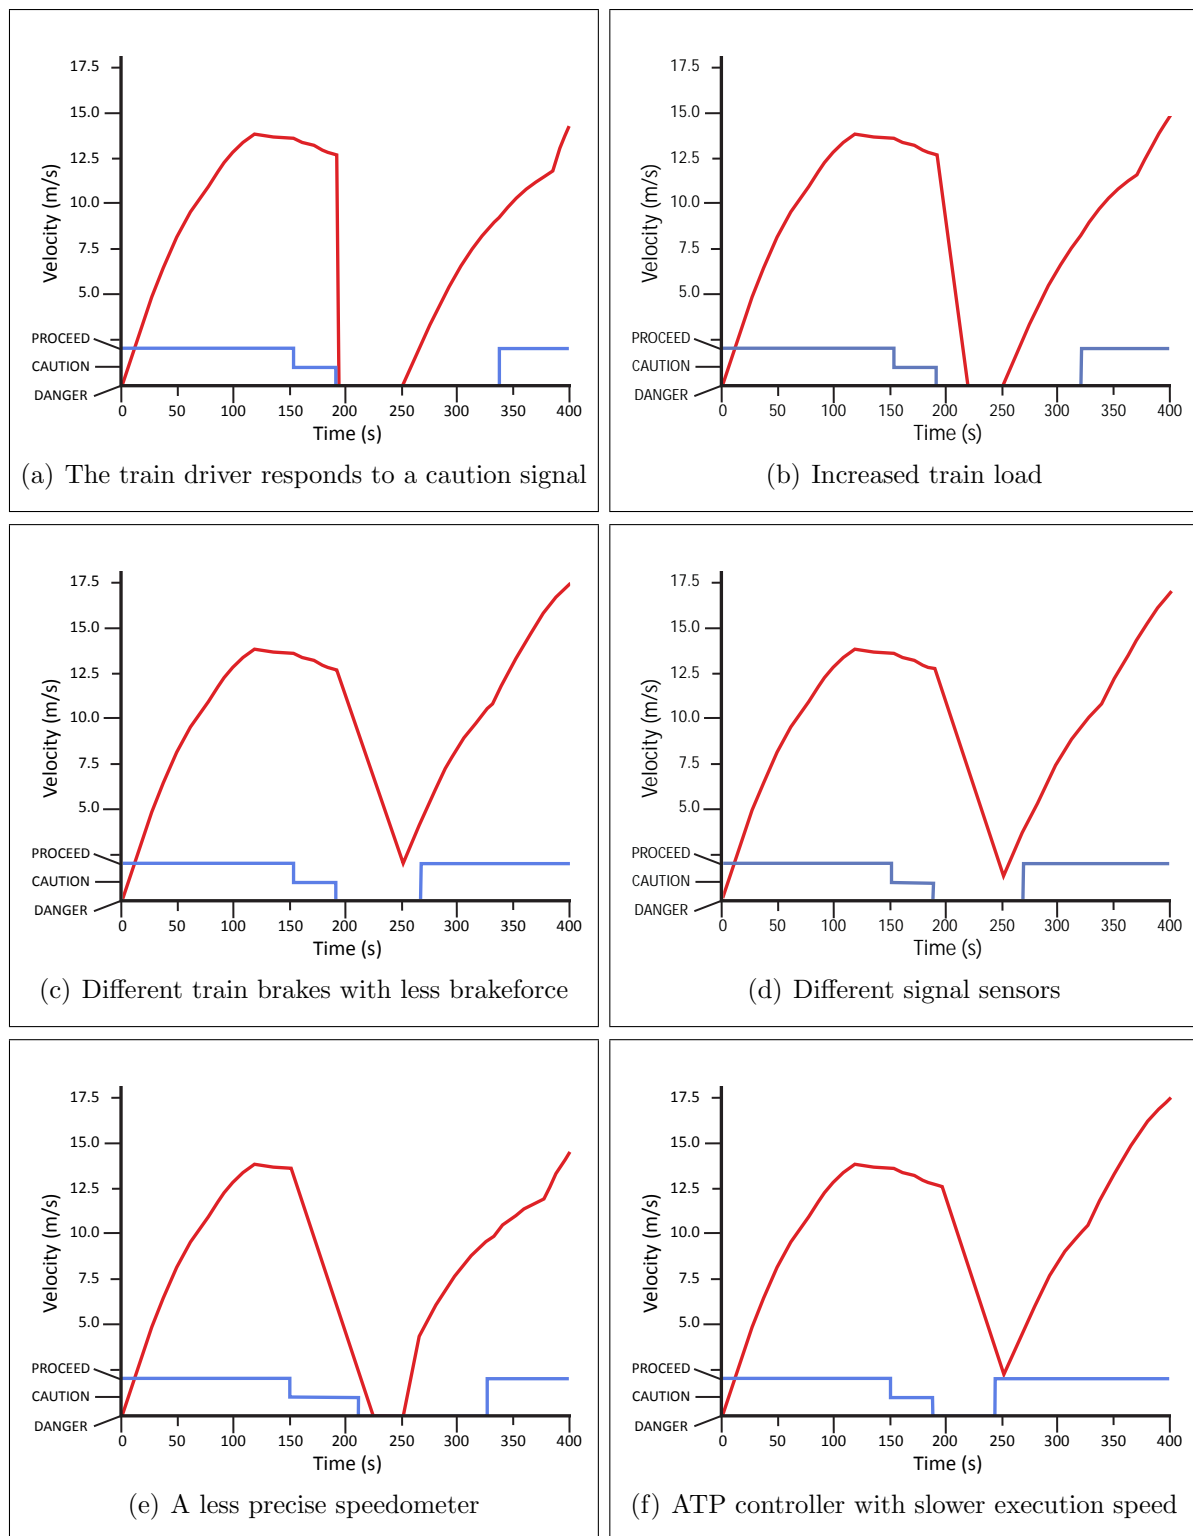 17.5
15.0
12.5
10.0
7.5
5.0
Velocity (m/s)
PROCEED
CAUTION
DANGER
0 50 100 150 200 250 300 350 400
Time (s)
(a) The train driver responds to a caution signal
17.5
15.0
12.5
10.0
7.5
5.0
Velocity (m/s)
PROCEED
CAUTION
DANGER
0 50 100 150 200 250 300 350 400
Time (s)
(b) Increased train load
17.5
15.0
12.5
10.0
7.5
5.0
Velocity (m/s)
PROCEED
CAUTION
DANGER
0 50 100 150 200 250 300 350 400
Time (s)
(c) Different train brakes with less brakeforce
17.5
15.0
12.5
10.0
7.5
5.0
Velocity (m/s)
PROCEED
CAUTION
DANGER
0 50 100 150 200 250 300 350 400
Time (s)
(d) Different signal sensors
17.5
15.0
12.5
10.0
7.5
5.0
Velocity (m/s)
PROCEED
CAUTION
DANGER
0 50 100 150 200 250 300 350 400
Time (s)
(e) A less precise speedometer
17.5
15.0
12.5
10.0
7.5
5.0
Velocity (m/s)
PROCEED
CAUTION
DANGER
0 50 100 150 200 250 300 350 400
Time (s)
(f) ATP controller with slower execution speed